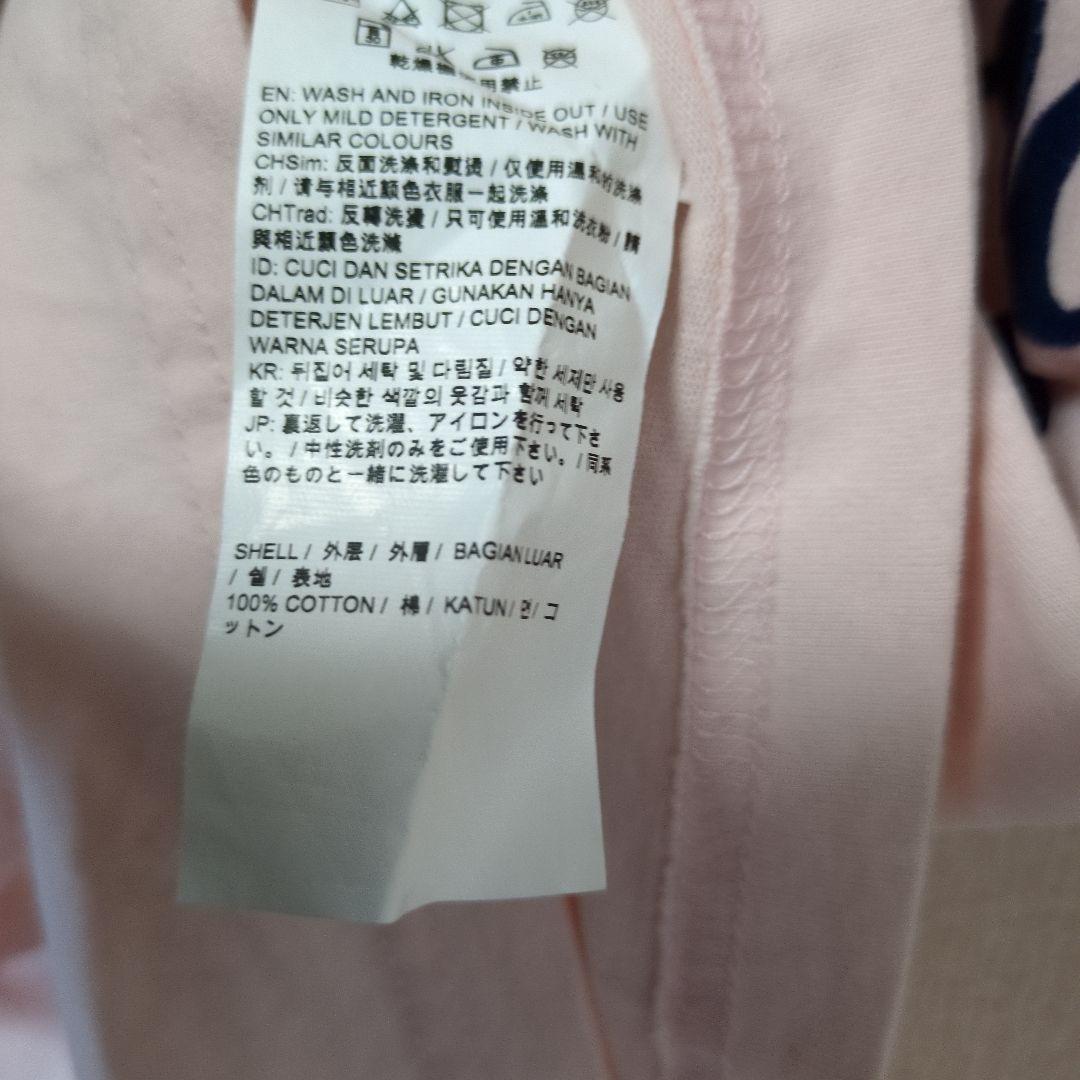 乾燥機使用禁止
EN: WASH AND IRON INSIDE OUT / USE
ONLY MILD DETERGENT / WASH WITH
SIMILAR COLOURS
CHSim: 反面洗涤和熨烫 / 仅使用温和的洗涤
剂 / 请与相近颜色衣服一起洗涤
CHTrad: 反轉洗燙 / 只可使用溫和洗衣粉 / 請
與相近顏色洗滌
ID: CUCI DAN SETRIKA DENGAN BAGIAN
DALAM DI LUAR / GUNAKAN HANYA
DETERJEN LEMBUT / CUCI DENGAN
WARNA SERUPA
KR: 뒤집어 세탁 및 다림질 / 약한 세제만 사용
할 것 / 비슷한 색깔의 옷감과 함께 세탁
JP: 裏返して洗濯、アイロンを行って下さ
い。 / 中性洗剤のみをご使用下さい。 / 同系
色のものと一緒に洗濯して下さい
SHELL / 外层 / 外層 / BAGIAN LUAR
/ 쉘 / 表地
100% COTTON / 棉 / KATUN / 면 / コ
ットン